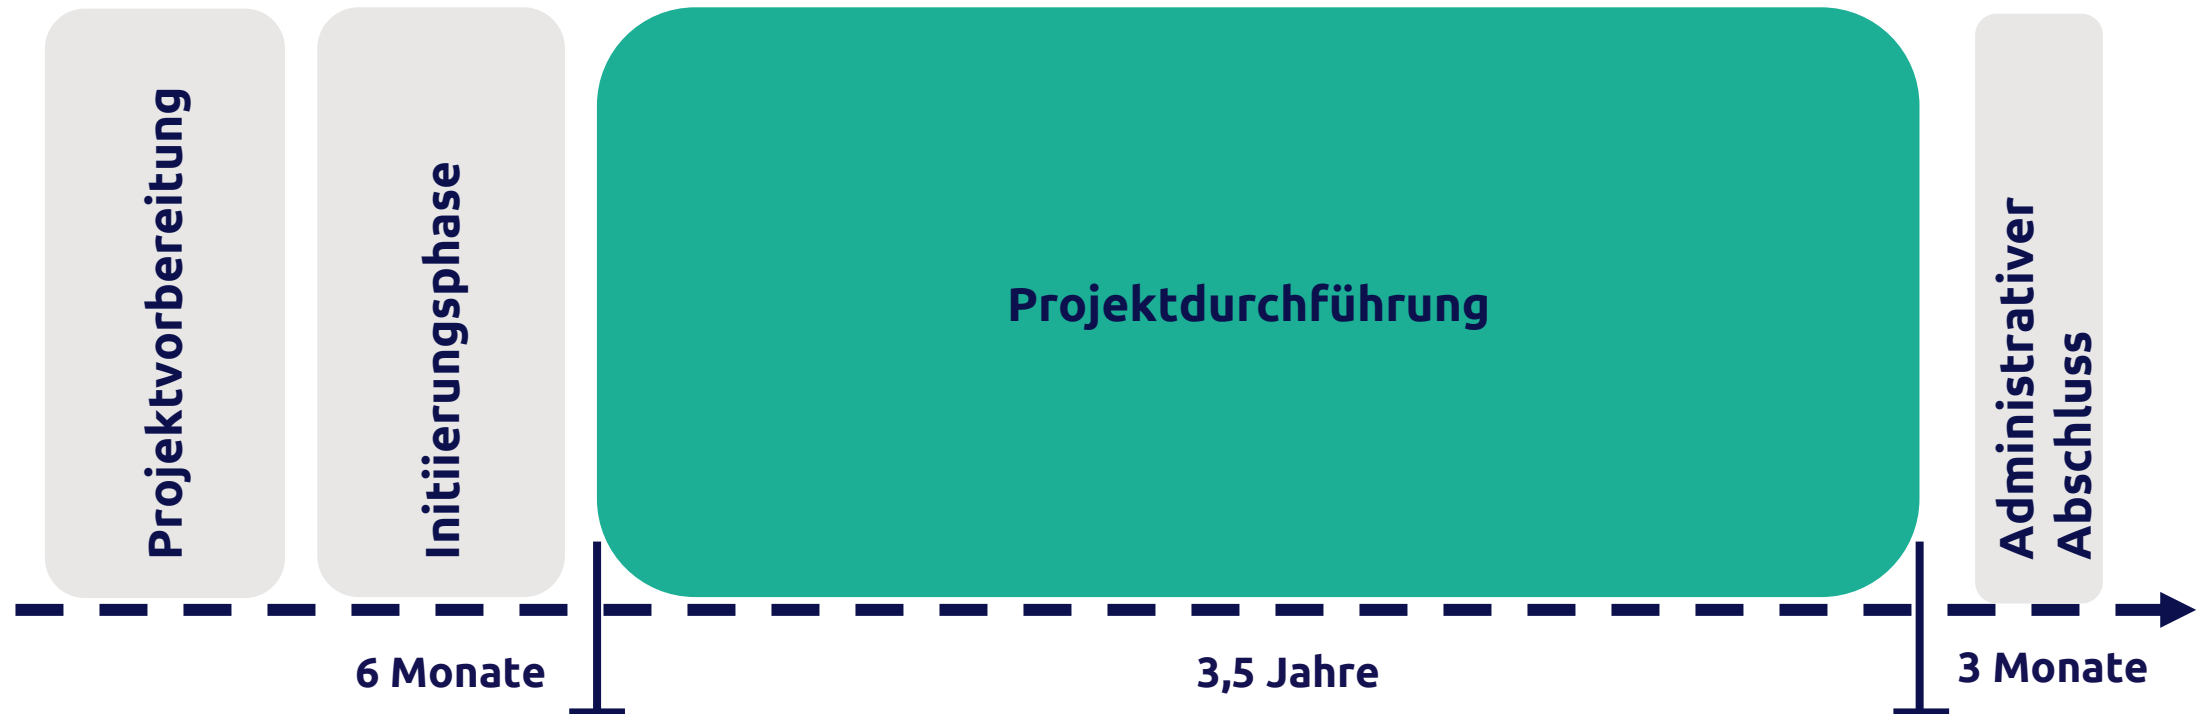 Projektvorbereitung
Initiierungsphase
Projektdurchführung
Administrativer
Abschluss
6 Monate
3,5 Jahre
3 Monate